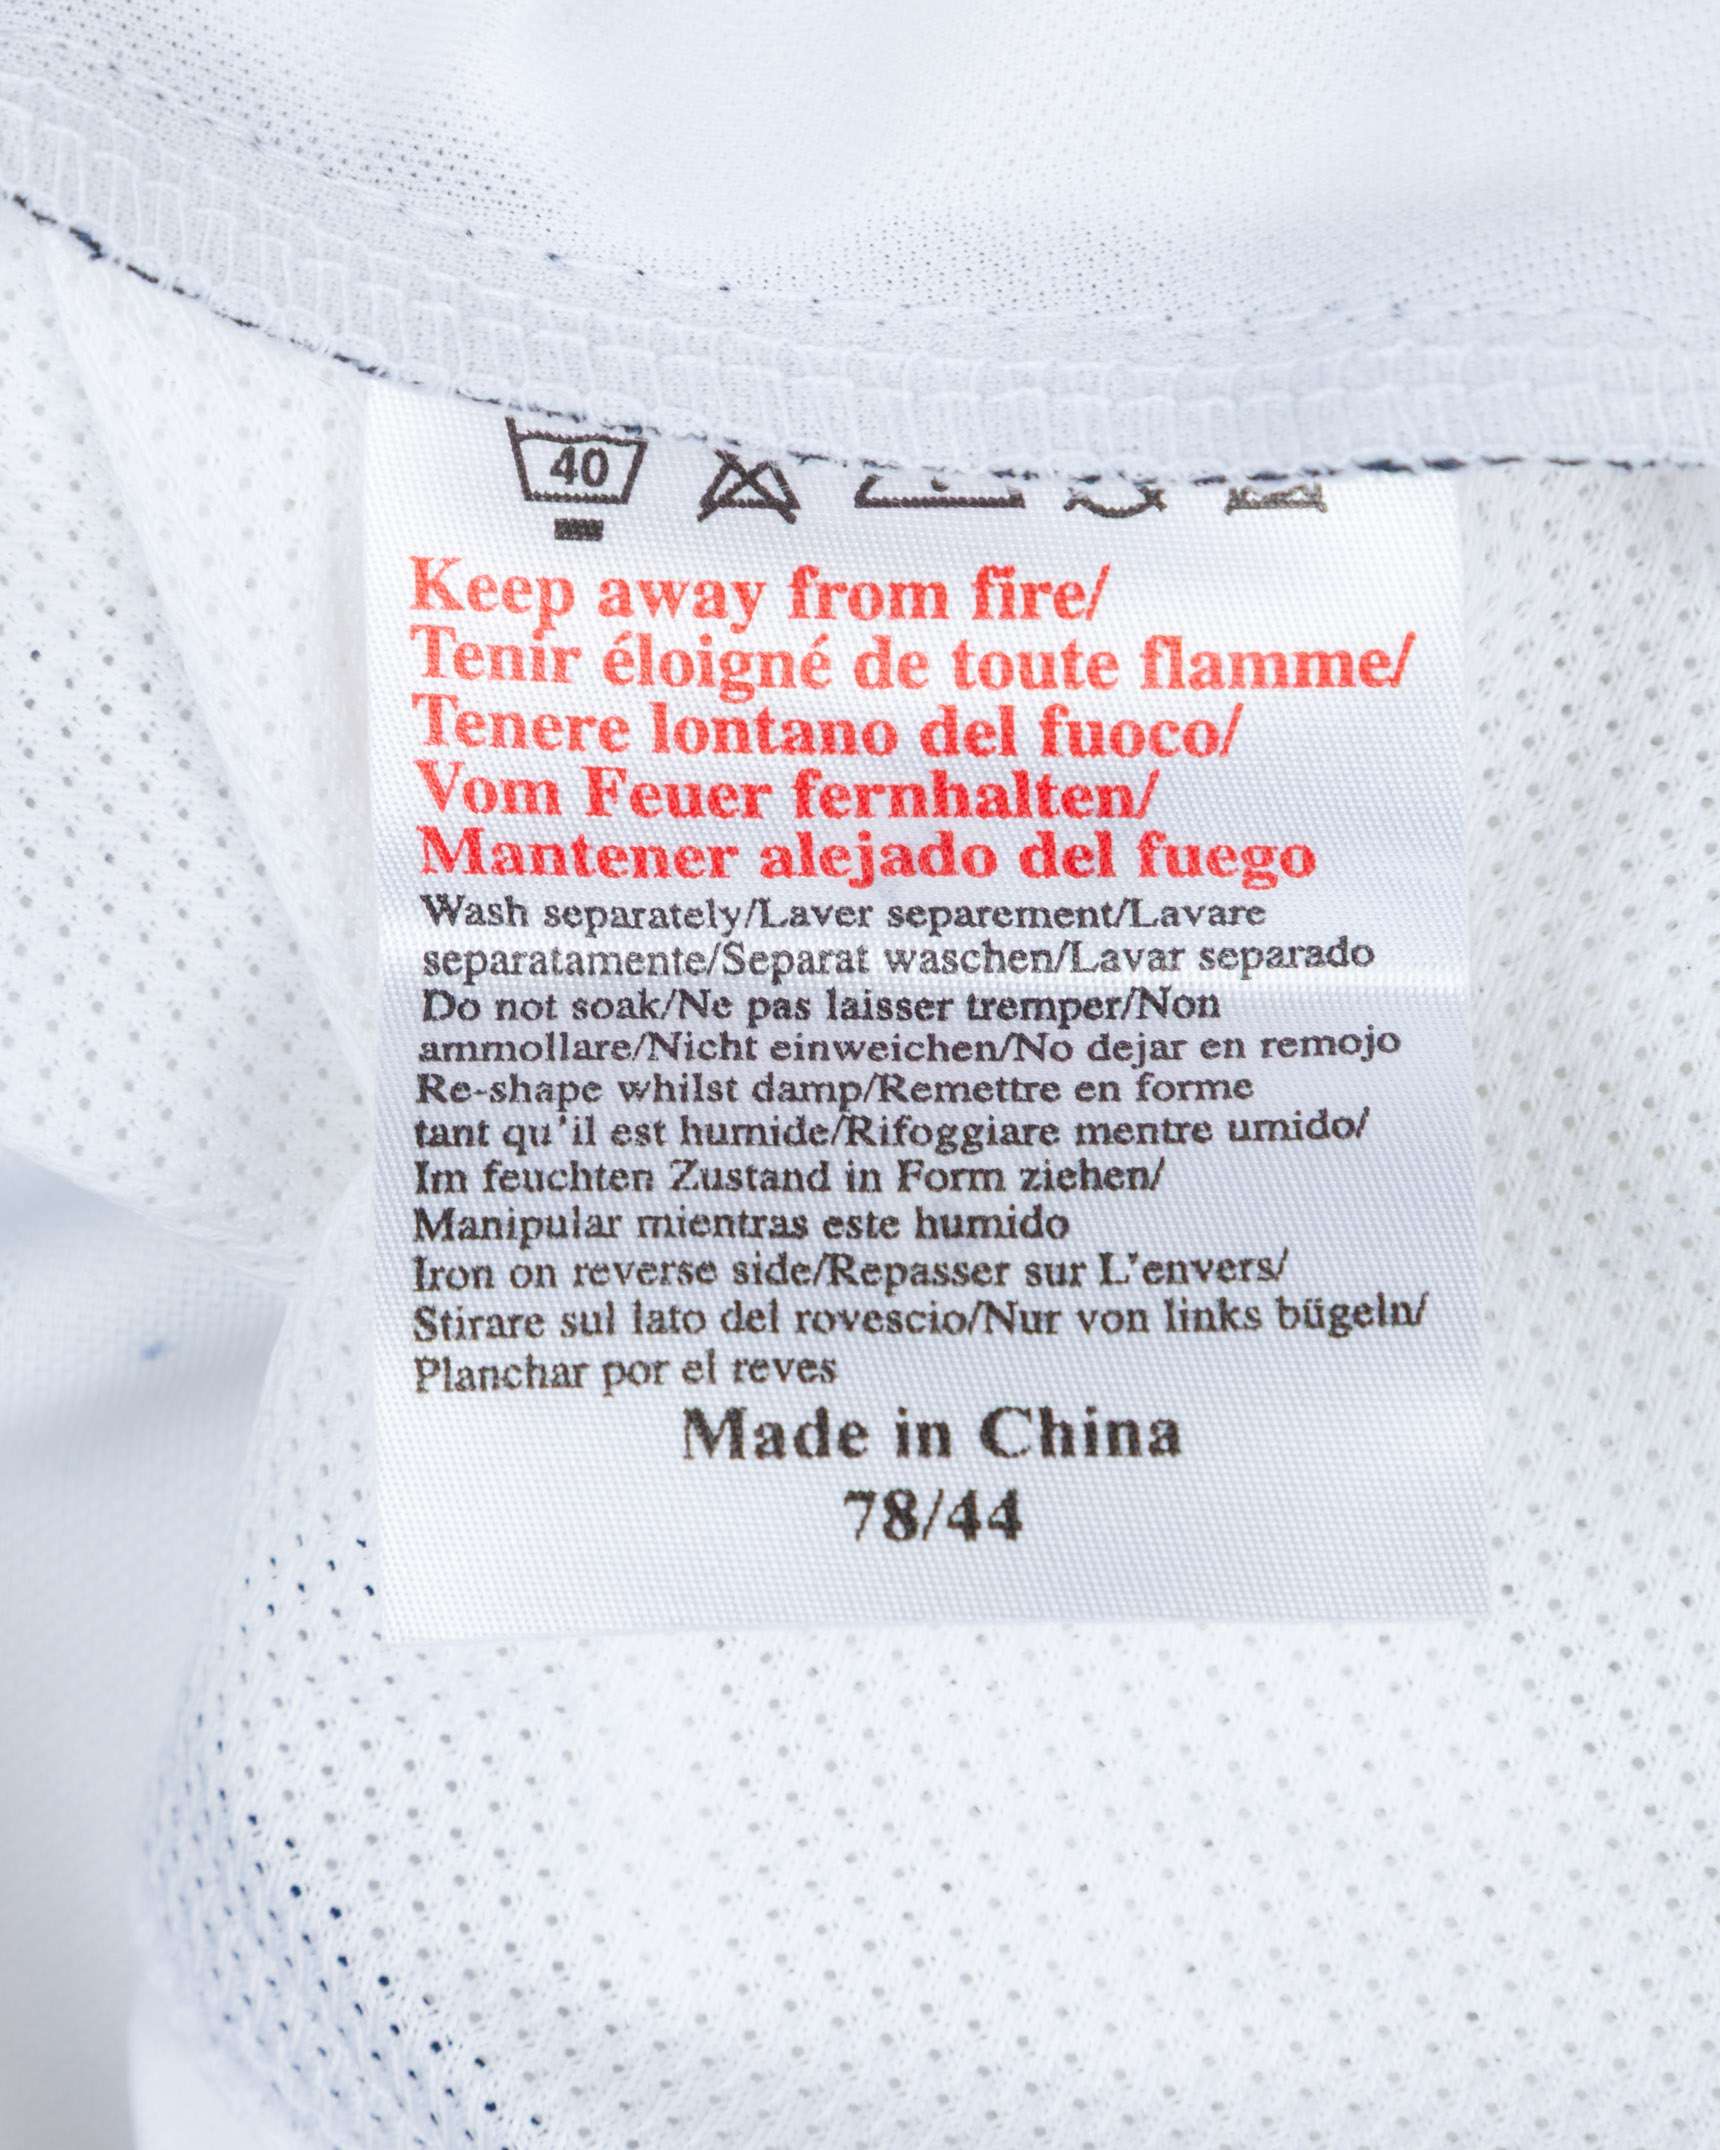 40
Keep away from fire/
Tenir éloigné de toute flamme/
Tenere lontano del fuoco/
Vom Feuer fernhalten/
Mantener alejado del fuego
Wash separately/Laver separement/Lavare
separatamente/Separat waschen/Lavar separado
Do not soak/Ne pas laisser tremper/Non
ammollare/Nicht einweichen/No dejar en remojo
Re-shape whilst damp/Remettre en forme
tant qu'il est humide/Rifoggiare mentre umido/
Im feuchten Zustand in Form ziehen/
Manipular mientras este humido
Iron on reverse side/Repasser sur L'envers/
Stirare sul lato del rovescio/Nur von links bügeln/
Planchar por el reves
Made in China
78/44